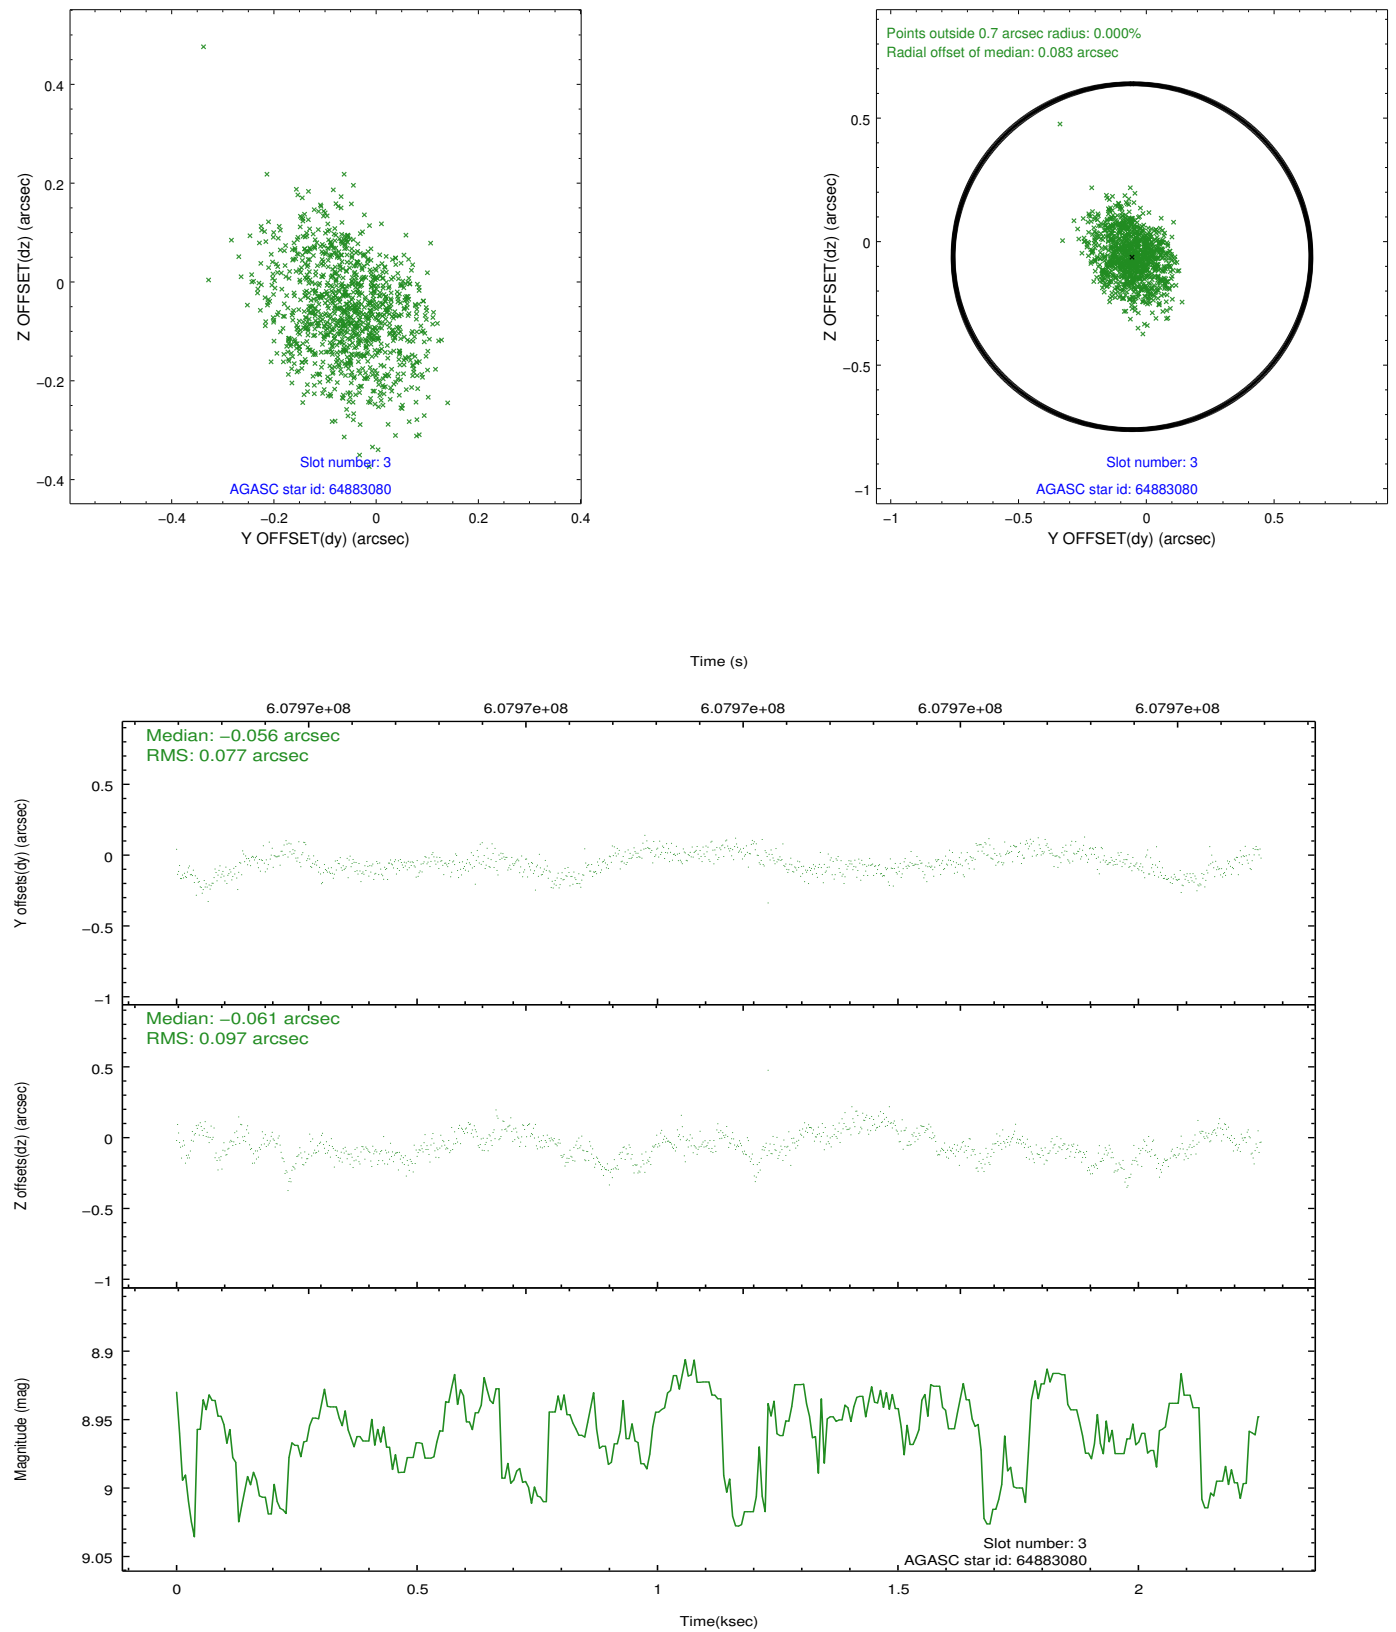 0.4
0.2
0
−0.2
−0.4
Z OFFSET(dz) (arcsec)
−0.4
−0.2
0
0.2
0.4
Y OFFSET(dy) (arcsec)
Slot number: 3
AGASC star id: 64883080
Points outside 0.7 arcsec radius: 0.000%
Radial offset of median: 0.083 arcsec
0.5
0
−0.5
−1
Z OFFSET(dz) (arcsec)
−1
−0.5
0
0.5
Y OFFSET(dy) (arcsec)
Slot number: 3
AGASC star id: 64883080
Time (s)
6.0797e+08
6.0797e+08
6.0797e+08
6.0797e+08
6.0797e+08
Median: −0.056 arcsec
RMS: 0.077 arcsec
0.5
0
−0.5
−1
Y offsets(dy) (arcsec)
Median: −0.061 arcsec
RMS: 0.097 arcsec
0.5
0
−0.5
−1
Z offsets(dz) (arcsec)
8.9
8.95
9
9.05
Magnitude (mag)
Slot number: 3
AGASC star id: 64883080
0
0.5
1
1.5
2
Time(ksec)